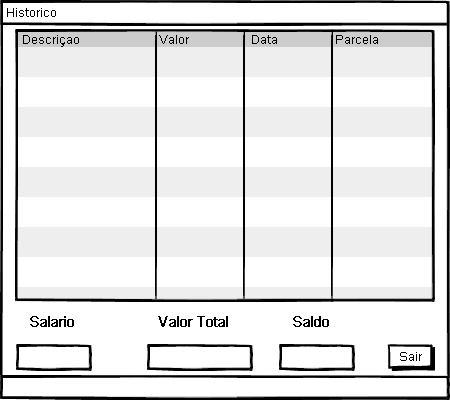 Historico
Descriçao Valor Data Parcela
Salario Valor Total Saldo
Sair